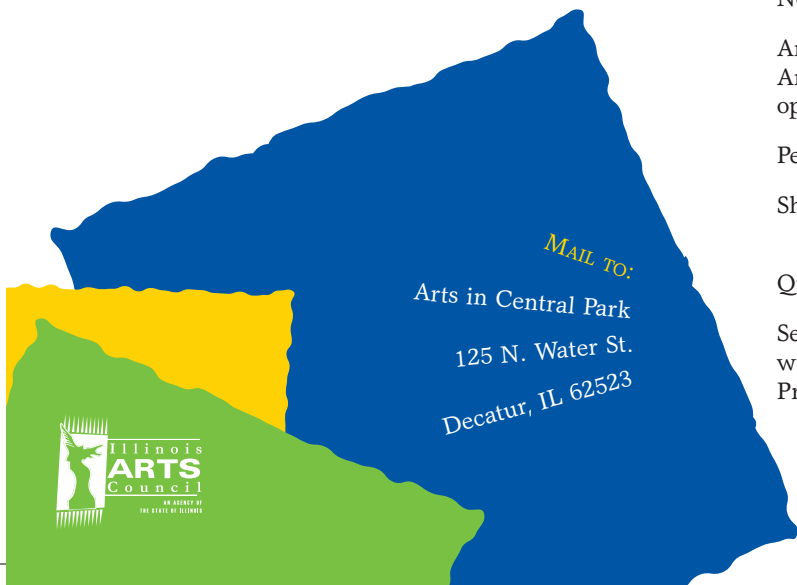 MAIL TO:
Arts in Central Park
125 N. Water St.
Decatur, IL 62523
Illinois
ARTS
Council
AN AGENCY OF
THE STATE OF ILLINOIS
Q